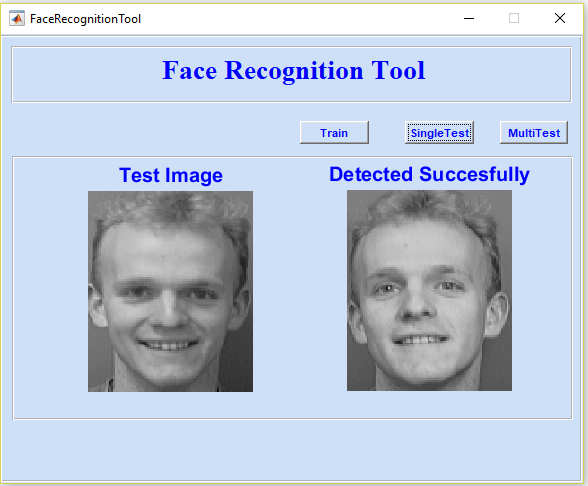 FaceRecognitionTool
Face Recognition Tool
Train
SingleTest
MultiTest
Test Image
Detected Succesfully